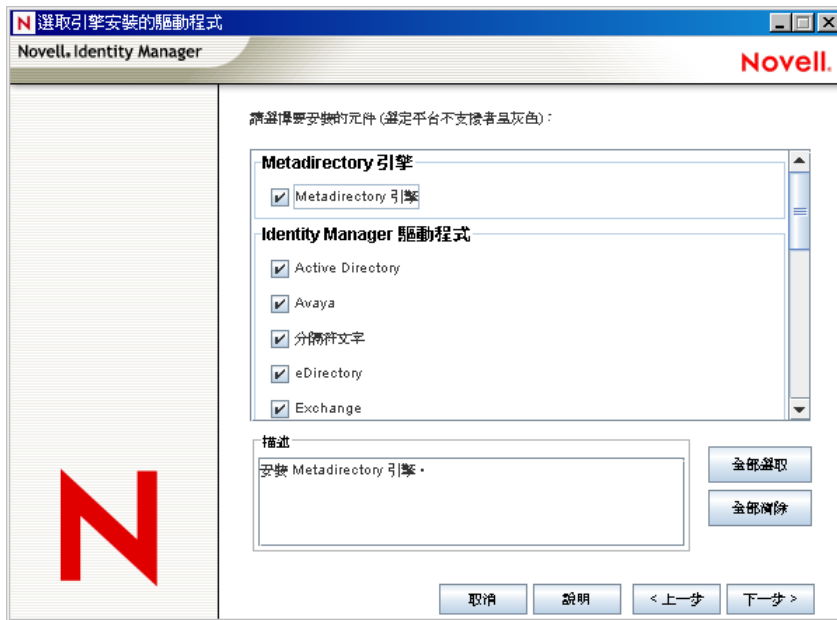 選取引擎安裝的驅動程式
Novell. Identity Manager
Novell.
請選擇要安裝的元件 (選定平台不支援者呈灰色)：
Metadirectory 引擎
Metadirectory 引擎
Identity Manager 驅動程式
Active Directory
Avaya
分隔符文字
eDirectory
Exchange
描述
安裝 Metadirectory 引擎。
全部選取
全部清除
取消
說明
< 上一步
下一步 >